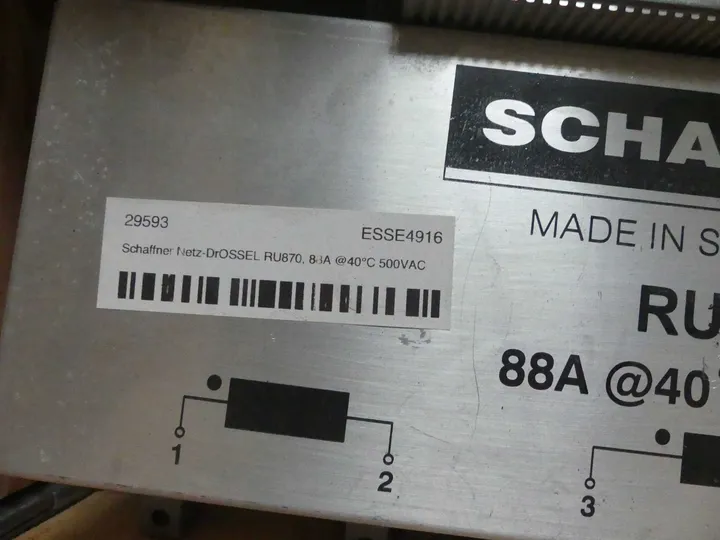 SCHA
29593 ESSE4916
Schaffner Netz-DrOSSEL RU870, 88A @40°C 500VAC
MADE IN S
RU
88A @40°
1
2
3